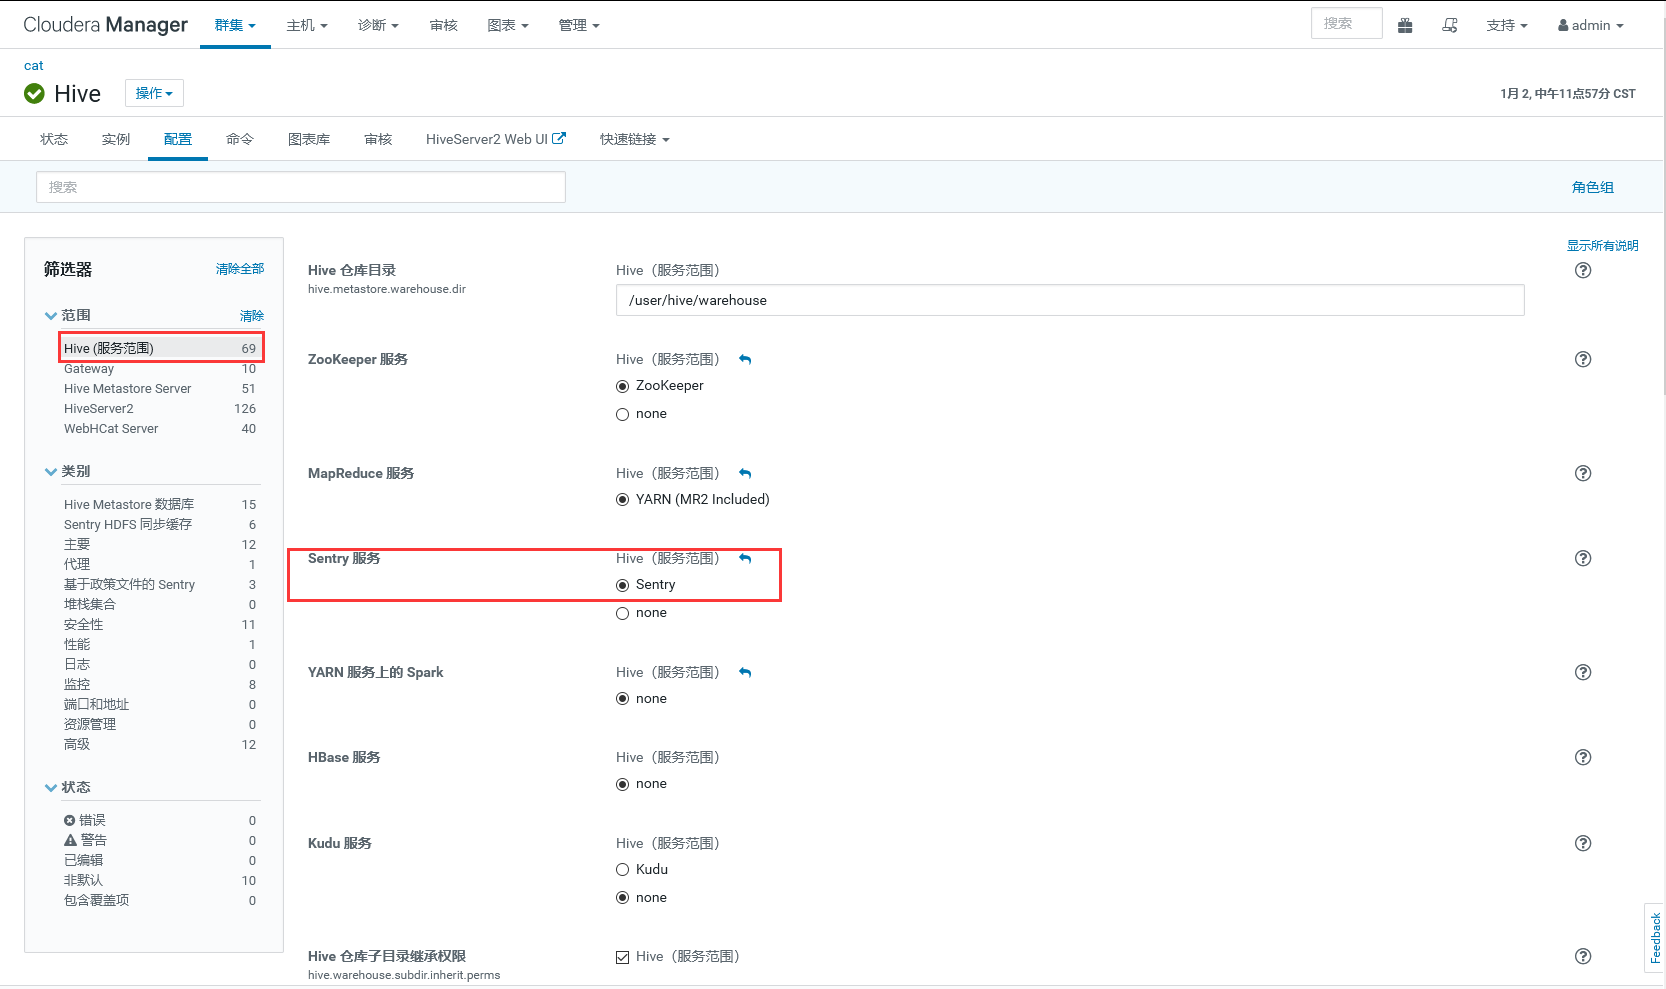 Cloudera Manager 群集 主机 诊断 审核 图表 管理 搜索 支持 admin
cat
Hive 操作 1月 2, 中午11点57分 CST
状态 实例 配置 命令 图表库 审核 HiveServer2 Web UI 快速链接
搜索 角色组
显示所有说明
筛选器 清除全部
范围 清除
Hive (服务范围) 69
Gateway 10
Hive Metastore Server 51
HiveServer2 126
WebHCat Server 40
类别
Hive Metastore 数据库 15
Sentry HDFS 同步缓存 6
主要 12
代理 1
基于政策文件的 Sentry 3
堆栈集合 0
安全性 11
性能 1
日志 0
监控 8
端口和地址 0
资源管理 0
高级 12
状态
错误 0
警告 0
已编辑 0
非默认 10
包含覆盖项 0
Hive 仓库目录 Hive（服务范围）
hive.metastore.warehouse.dir
/user/hive/warehouse
ZooKeeper 服务 Hive（服务范围）
ZooKeeper
none
MapReduce 服务 Hive（服务范围）
YARN (MR2 Included)
Sentry 服务 Hive（服务范围）
Sentry
none
YARN 服务上的 Spark Hive（服务范围）
none
HBase 服务 Hive（服务范围）
none
Kudu 服务 Hive（服务范围）
Kudu
none
Hive 仓库子目录继承权限 Hive（服务范围）
hive.warehouse.subdir.inherit.perms
Feedback